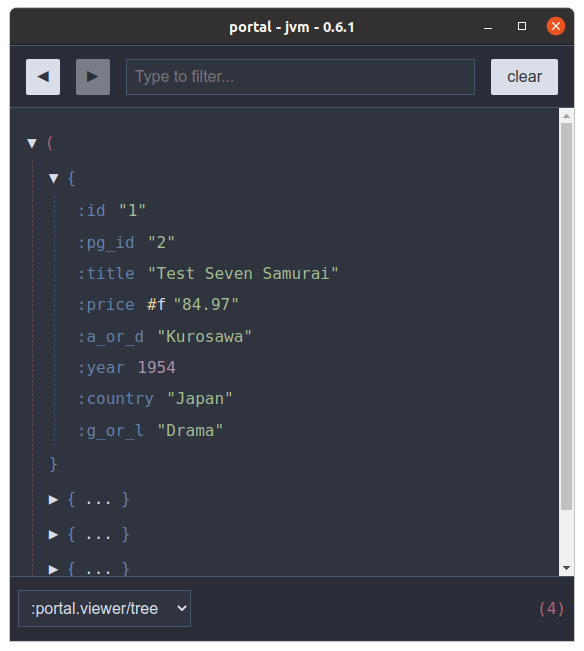 portal - jvm - 0.6.1
◄ ► Type to filter... clear
▼ (
▼ {
:id "1"
:pg_id "2"
:title "Test Seven Samurai"
:price #f "84.97"
:a_or_d "Kurosawa"
:year 1954
:country "Japan"
:g_or_l "Drama"
}
► { ... }
► { ... }
► { ... }
:portal.viewer/tree (4)